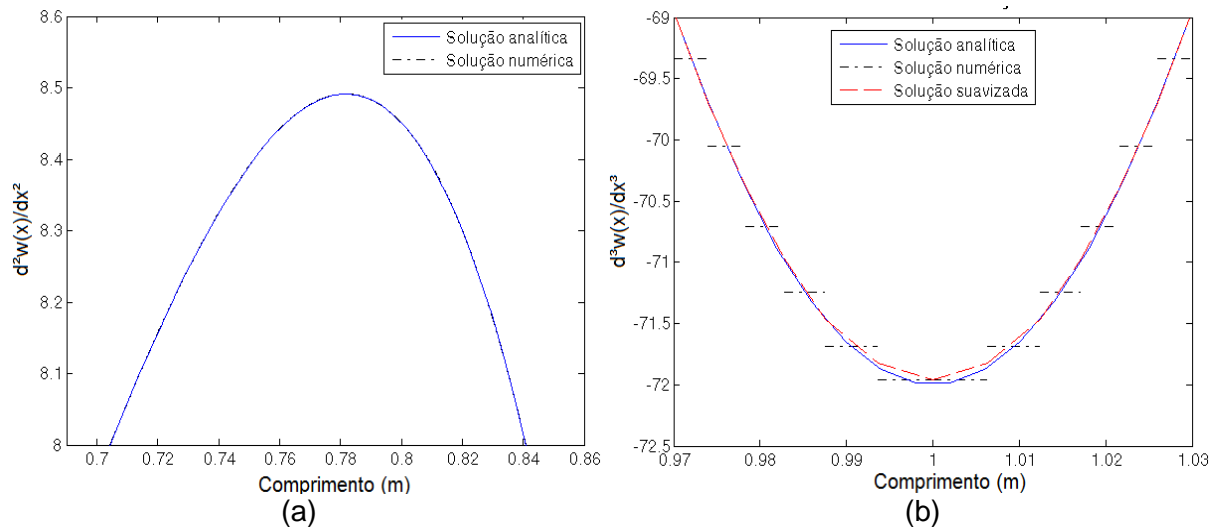 8.6
8.5
8.4
8.3
8.2
8.1
8
0.7
0.72
0.74
0.76
0.78
0.8
0.82
0.84
0.86
d²w(x)/dx²
Comprimento (m)
Solução analítica
Solução numérica
(a)
-69
-69.5
-70
-70.5
-71
-71.5
-72
-72.5
0.97
0.98
0.99
1
1.01
1.02
1.03
d³w(x)/dx³
Comprimento (m)
Solução analítica
Solução numérica
Solução suavizada
(b)